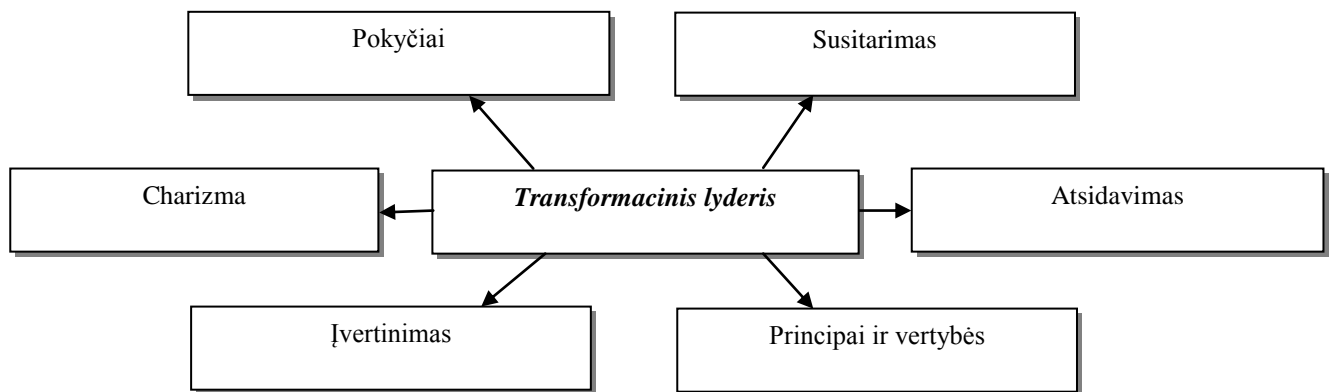 Pokyčiai
Susitarimas
Charizma
Transformacinis lyderis
Atsidavimas
Įvertinimas
Principai ir vertybės